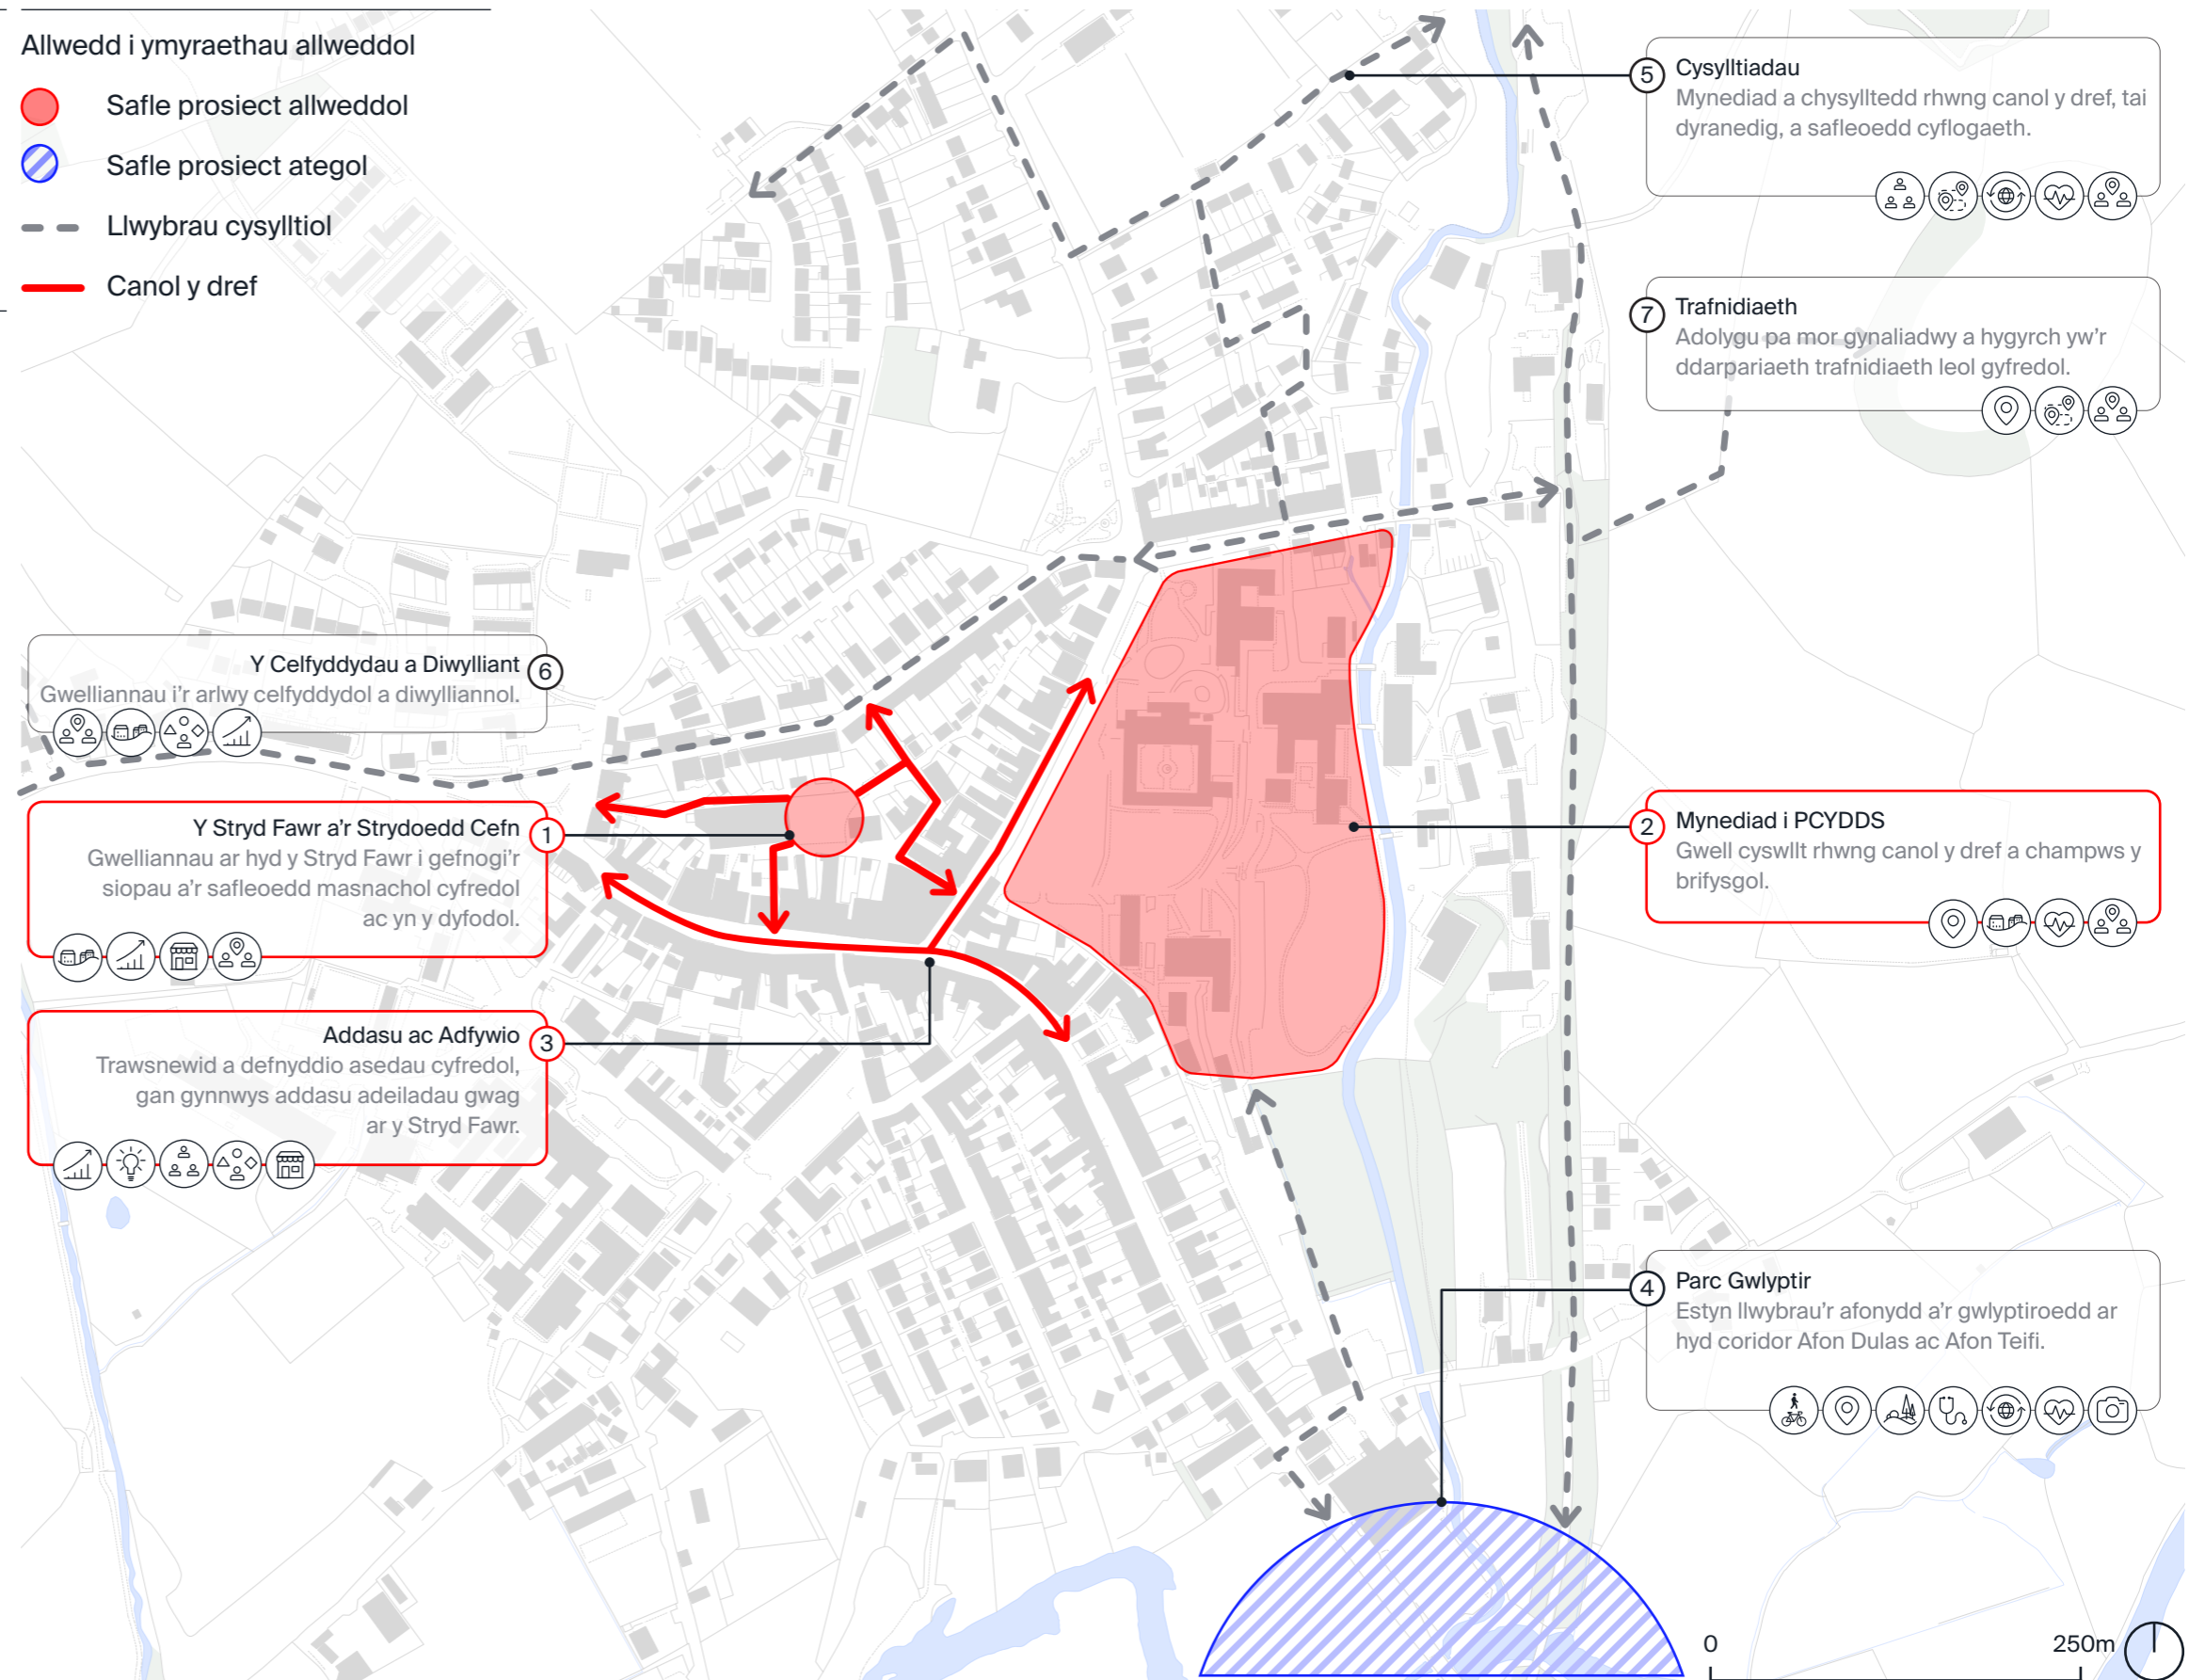 Allwedd i ymyraethau allweddol
Safle prosiect allweddol
Safle prosiect ategol
Llwybrau cysylltiol
Canol y dref
5
Cysylltiadau
Mynediad a chysylltedd rhwng canol y dref, tai
dyranedig, a safleoedd cyflogaeth.
7
Trafnidiaeth
Adolygu pa mor gynaliadwy a hygyrch yw'r
ddarpariaeth trafnidiaeth leol gyfredol.
Y Celfyddydau a Diwylliant
6
Gwelliannau i'r arlwy celfyddydol a diwylliannol.
Y Stryd Fawr a'r Strydoedd Cefn
1
Gwelliannau ar hyd y Stryd Fawr i gefnogi'r
siopau a'r safleoedd masnachol cyfredol
ac yn y dyfodol.
2
Mynediad i PCYDDS
Gwell cyswllt rhwng canol y dref a champws y
brifysgol.
Addasu ac Adfywio
3
Trawsnewid a defnyddio asedau cyfredol,
gan gynnwys addasu adeiladau gwag
ar y Stryd Fawr.
4
Parc Gwlyptir
Estyn llwybrau'r afonydd a'r gwlyptiroedd ar
hyd coridor Afon Dulas ac Afon Teifi.
0
250m